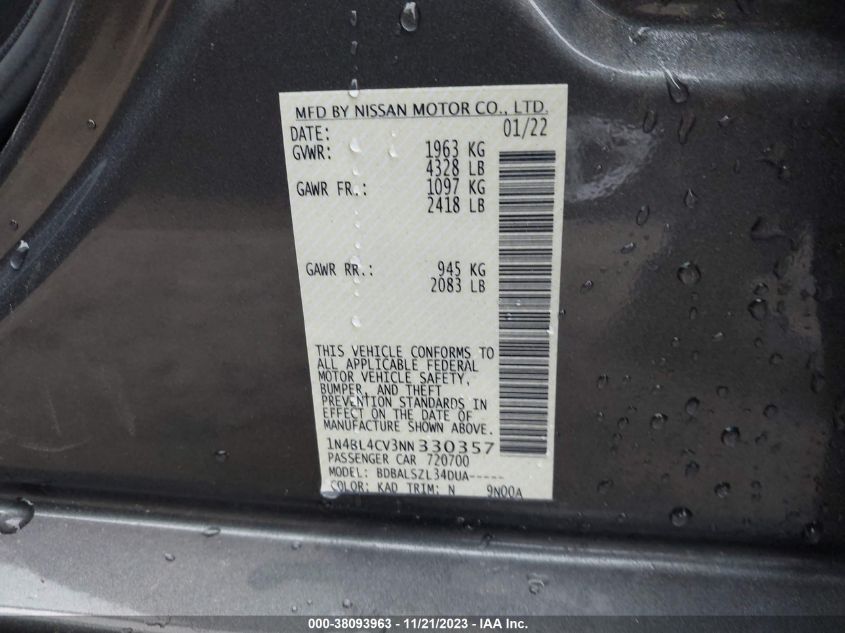 MFD BY NISSAN MOTOR CO., LTD.
DATE: 01/22
GVWR: 1963 KG
4328 LB
GAWR FR.: 1097 KG
2418 LB
GAWR RR.: 945 KG
2083 LB
THIS VEHICLE CONFORMS TO
ALL APPLICABLE FEDERAL
MOTOR VEHICLE SAFETY,
BUMPER, AND THEFT
PREVENTION STANDARDS IN
EFFECT ON THE DATE OF
MANUFACTURE SHOWN ABOVE.
1N4BL4CV3NN330357
PASSENGER CAR 720700
MODEL: BDBALSZL34DUA-----
COLOR: KAD TRIM: N 9N00A
000-38093963 - 11/21/2023 - IAA Inc.